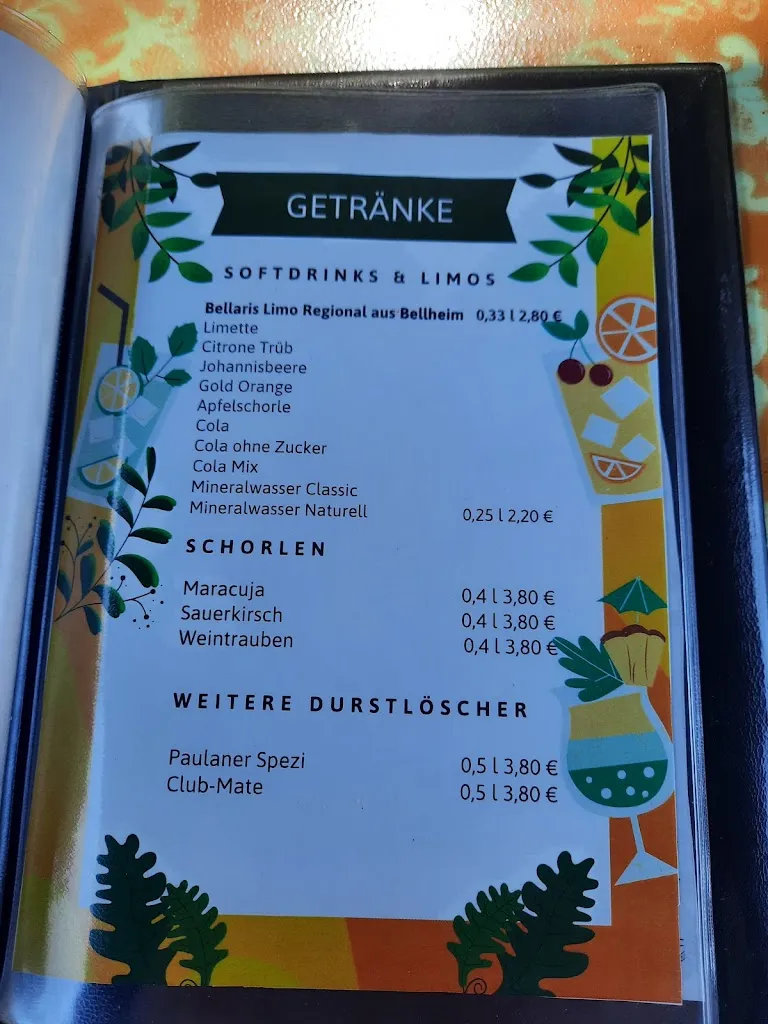 GETRÄNKE
SOFTDRINKS & LIMOS
Bellaris Limo Regional aus Bellheim 0,33 l 2,80 €
Limette
Citrone Trüb
Johannisbeere
Gold Orange
Apfelschorle
Cola
Cola ohne Zucker
Cola Mix
Mineralwasser Classic
Mineralwasser Naturell 0,25 l 2,20 €
SCHORLEN
Maracuja 0,4 l 3,80 €
Sauerkirsch 0,4 l 3,80 €
Weintrauben 0,4 l 3,80 €
WEITERE DURSTLÖSCHER
Paulaner Spezi 0,5 l 3,80 €
Club-Mate 0,5 l 3,80 €